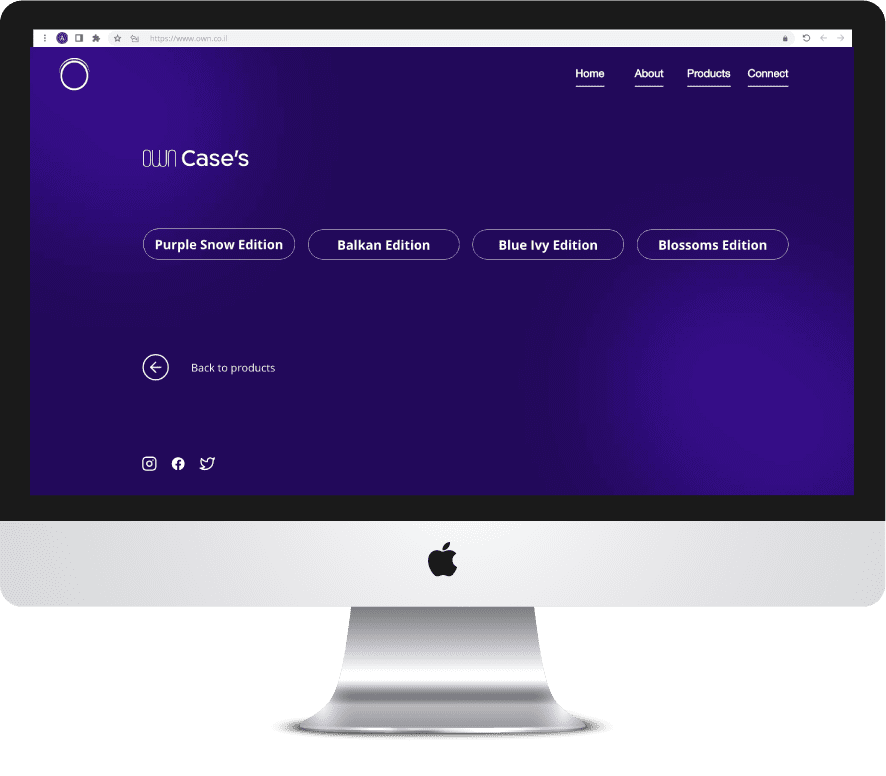 A https://www.own.co.il
Home About Products Connect
OWN Case's
Purple Snow Edition Balkan Edition Blue Ivy Edition Blossoms Edition
Back to products